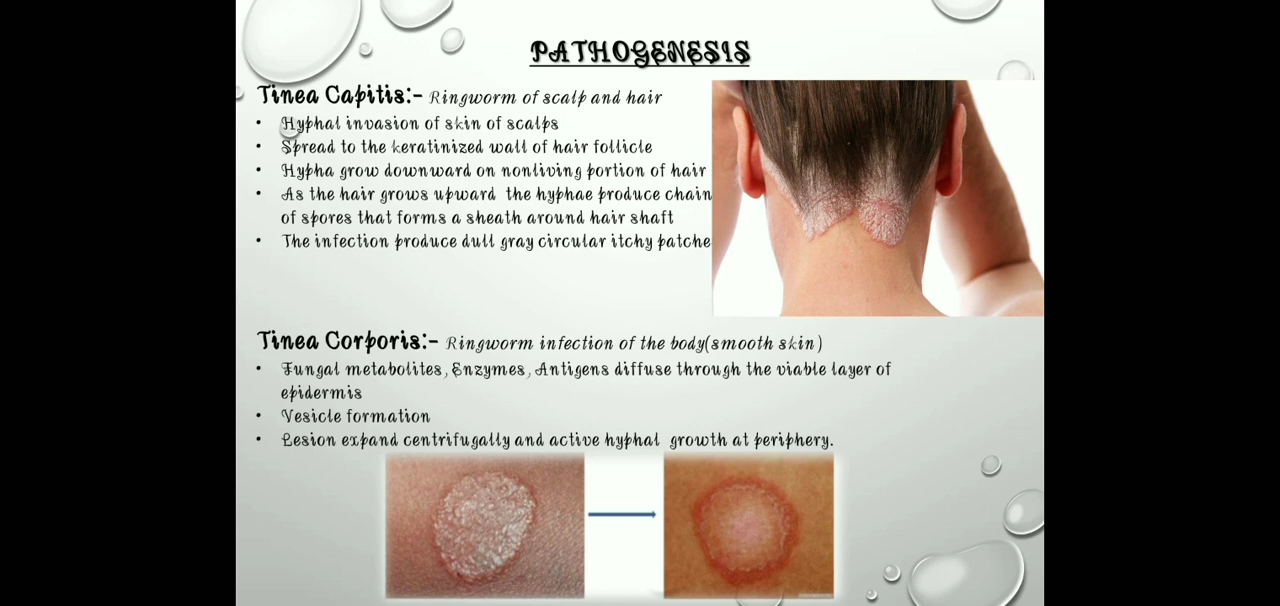 PATHOGENESIS
Tinea Capitis:- Ringworm of scalp and hair
• Hyphal invasion of skin of scalps
• Spread to the keratinized wall of hair follicle
• Hypha grow downward on nonliving portion of hair
• As the hair grows upward the hyphae produce chain
of spores that forms a sheath around hair shaft
• The infection produce dull gray circular itchy patche
Tinea Corporis:- Ringworm infection of the body(smooth skin)
• Fungal metabolites, Enzymes, Antigens diffuse through the viable layer of
epidermis
• Vesicle formation
• Lesion expand centrifugally and active hyphal growth at periphery.